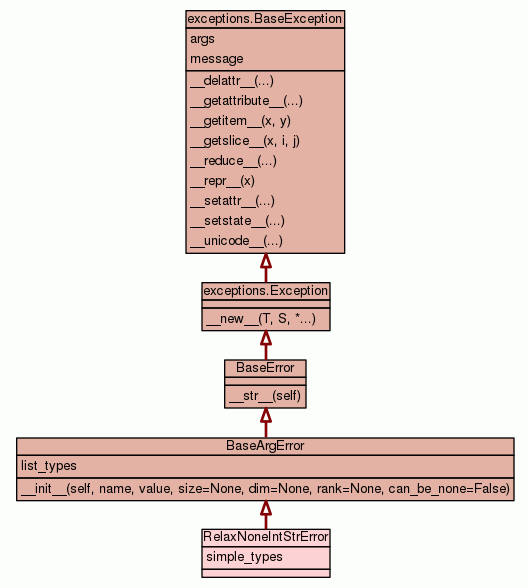 exceptions.BaseException
args
message
__delattr__(...)
__getattribute__(...)
__getitem__(x, y)
__getslice__(x, i, j)
__reduce__(...)
__repr__(x)
__setattr__(...)
__setstate__(...)
__unicode__(...)
exceptions.Exception
__new__(T, S, *...)
BaseError
__str__(self)
BaseArgError
list_types
__init__(self, name, value, size=None, dim=None, rank=None, can_be_none=False)
RelaxNoneIntStrError
simple_types